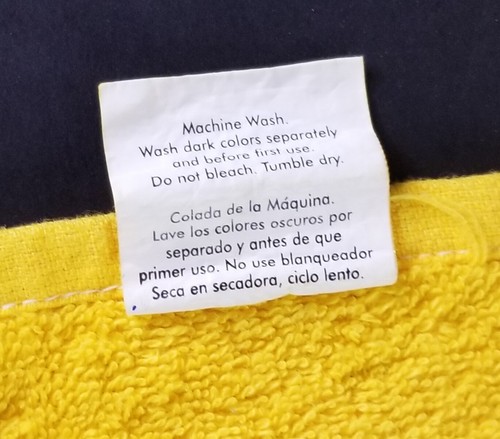 Machine Wash.
Wash dark colors separately
and before first use.
Do not bleach. Tumble dry.
Colada de la Máquina.
Lave los colores oscuros por
separado y antes de que
primer uso. No use blanqueador
Seca en secadora, ciclo lento.